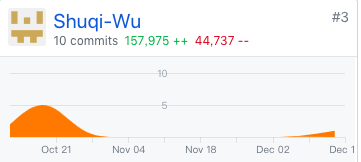 Shuqi-Wu #3
10 commits 157,975 ++ 44,737 --
10
5
Oct 21 Nov 04 Nov 18 Dec 02 Dec 1